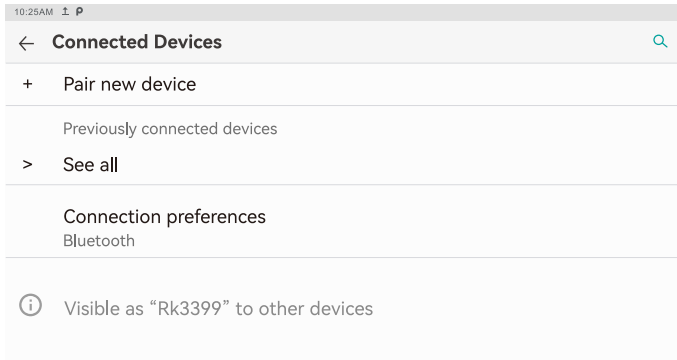 10:25AM
Connected Devices
+ Pair new device
Previously connected devices
> See all
Connection preferences
Bluetooth
Visible as “Rk3399” to other devices